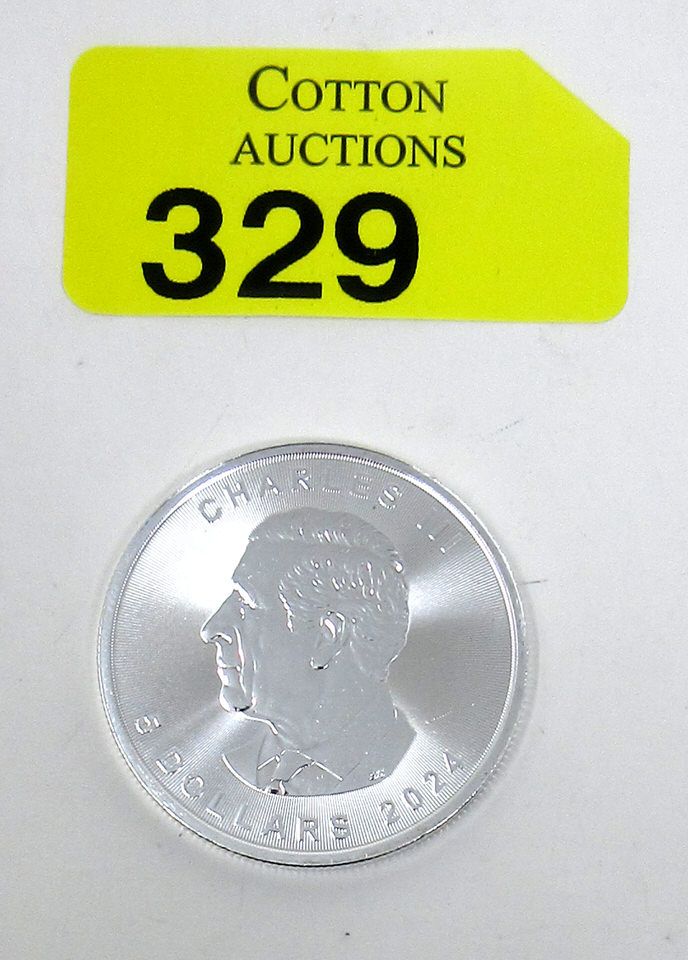 COTTON
AUCTIONS
329
CHARLES III
5 DOLLARS 2024